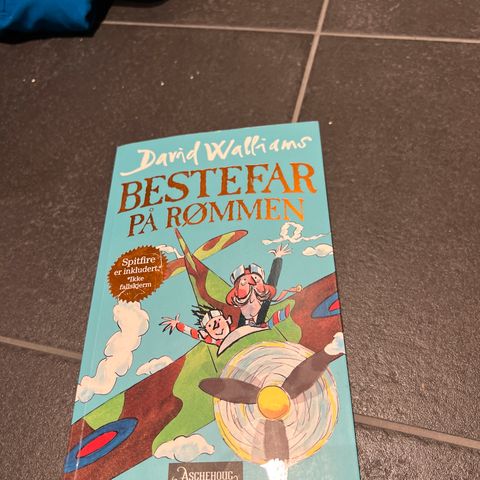 David Walliams
BESTEFAR
PÅ RØMMEN
Spitfire
er inkludert.*
*Ikke
fallskjerm
ASCHEHOUG